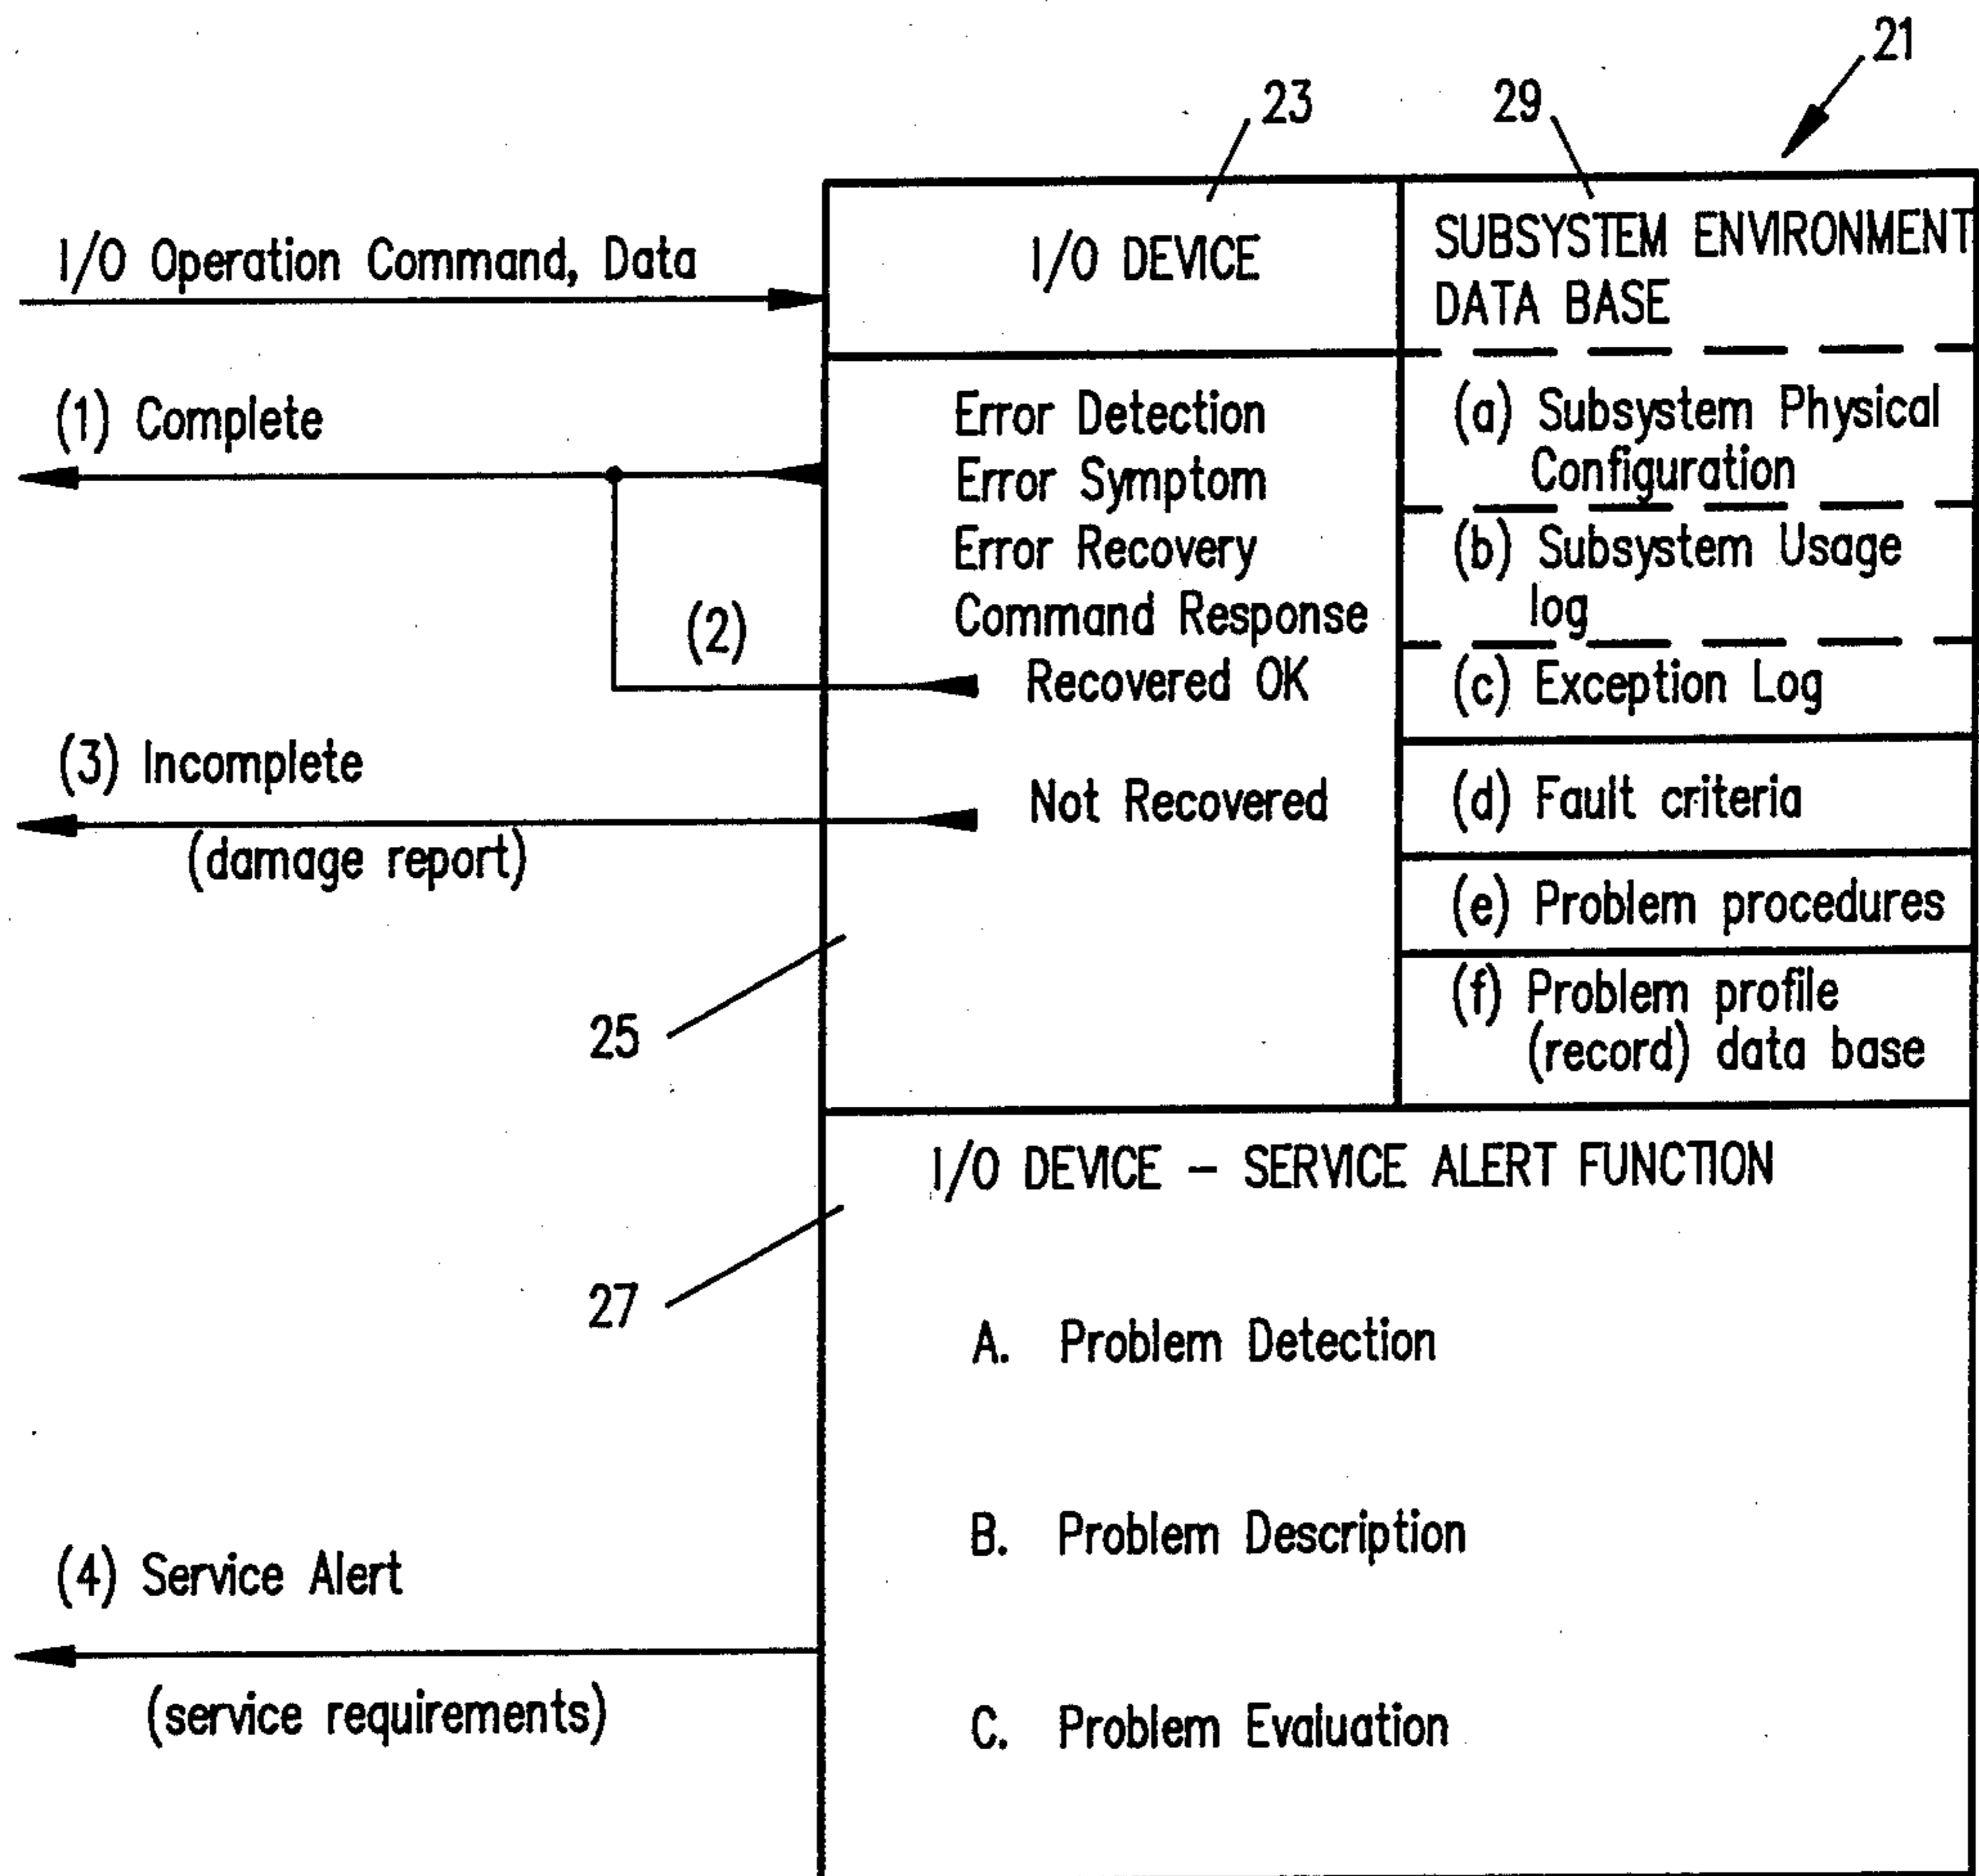 21
23
29
I/O Operation Command, Data
I/O DEVICE
SUBSYSTEM ENVIRONMENT
DATA BASE
(1) Complete
(2)
(3) Incomplete
(damage report)
Error Detection
Error Symptom
Error Recovery
Command Response
Recovered OK
Not Recovered
(a) Subsystem Physical
Configuration
(b) Subsystem Usage
log
(c) Exception Log
(d) Fault criteria
(e) Problem procedures
(f) Problem profile
(record) data base
25
I/O DEVICE – SERVICE ALERT FUNCTION
27
A. Problem Detection
B. Problem Description
(4) Service Alert
(service requirements)
C. Problem Evaluation